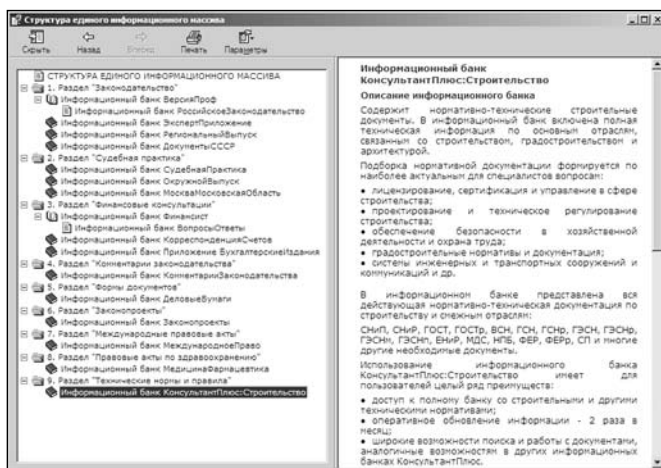 Структура единого информационного массива
Скрыть Назад Вперед Печать Параметры
СТРУКТУРА ЕДИНОГО ИНФОРМАЦИОННОГО МАССИВА
1. Раздел "Законодательство"
Информационный банк ВерсияПроф
Информационный банк РоссийскоеЗаконодательство
Информационный банк ЭкспертПриложение
Информационный банк РегиональныйВыпуск
Информационный банк ДокументыСССР
2. Раздел "Судебная практика"
Информационный банк СудебнаяПрактика
Информационный банк ОкружнойВыпуск
Информационный банк МоскваМосковскаяОбласть
3. Раздел "Финансовые консультации"
Информационный банк Финансист
Информационный банк ВопросыОтветы
Информационный банк КорреспонденцияСчетов
Информационный банк Приложение БухгалтерскиеИздания
4. Раздел "Комментарии законодательства"
Информационный банк КомментарииЗаконодательства
5. Раздел "Формы документов"
Информационный банк ДеловыеБумаги
6. Раздел "Законопроекты"
Информационный банк Законопроекты
7. Раздел "Международные правовые акты"
Информационный банк МеждународноеПраво
8. Раздел "Правовые акты по здравоохранению"
Информационный банк МедицинаФармацевтика
9. Раздел "Технические нормы и правила"
Информационный банк КонсультантПлюс:Строительство
Информационный банк
КонсультантПлюс:Строительство
Описание информационного банка
Содержит нормативно-технические строительные
документы. В информационный банк включена полная
техническая информация по основным отраслям,
связанным со строительством, градостроительством и
архитектурой.
Подборка нормативной документации формируется по
наиболее актуальным для специалистов вопросам:
• лицензирование, сертификация и управление в сфере
строительства;
• проектирование и техническое регулирование
строительства;
• обеспечение безопасности в хозяйственной
деятельности и охрана труда;
• градостроительные нормативы и документация;
• системы инженерных и транспортных сооружений и
коммуникаций и др.
В информационном банке представлена вся
действующая нормативно-техническая документация по
строительству и смежным отраслям:
СНиП, СНиР, ГОСТ, ГОСТр, ВСН, ГСН, ГСНр, ГЭСН, ГЭСНр,
ГЭСНм, ГЭСНп, ЕНиР, МДС, НПБ, ФЕР, ФЕРр, СП и многие
другие необходимые документы.
Использование информационного банка
КонсультантПлюс:Строительство имеет для
пользователей целый ряд преимуществ:
• доступ к полному банку со строительными и другими
техническими нормативами;
• оперативное обновление информации - 2 раза в
месяц;
• широкие возможности поиска и работы с документами,
аналогичные возможностям в других информационных
банках КонсультантПлюс.